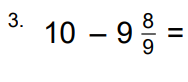 3. 10 – 9 8/9 =